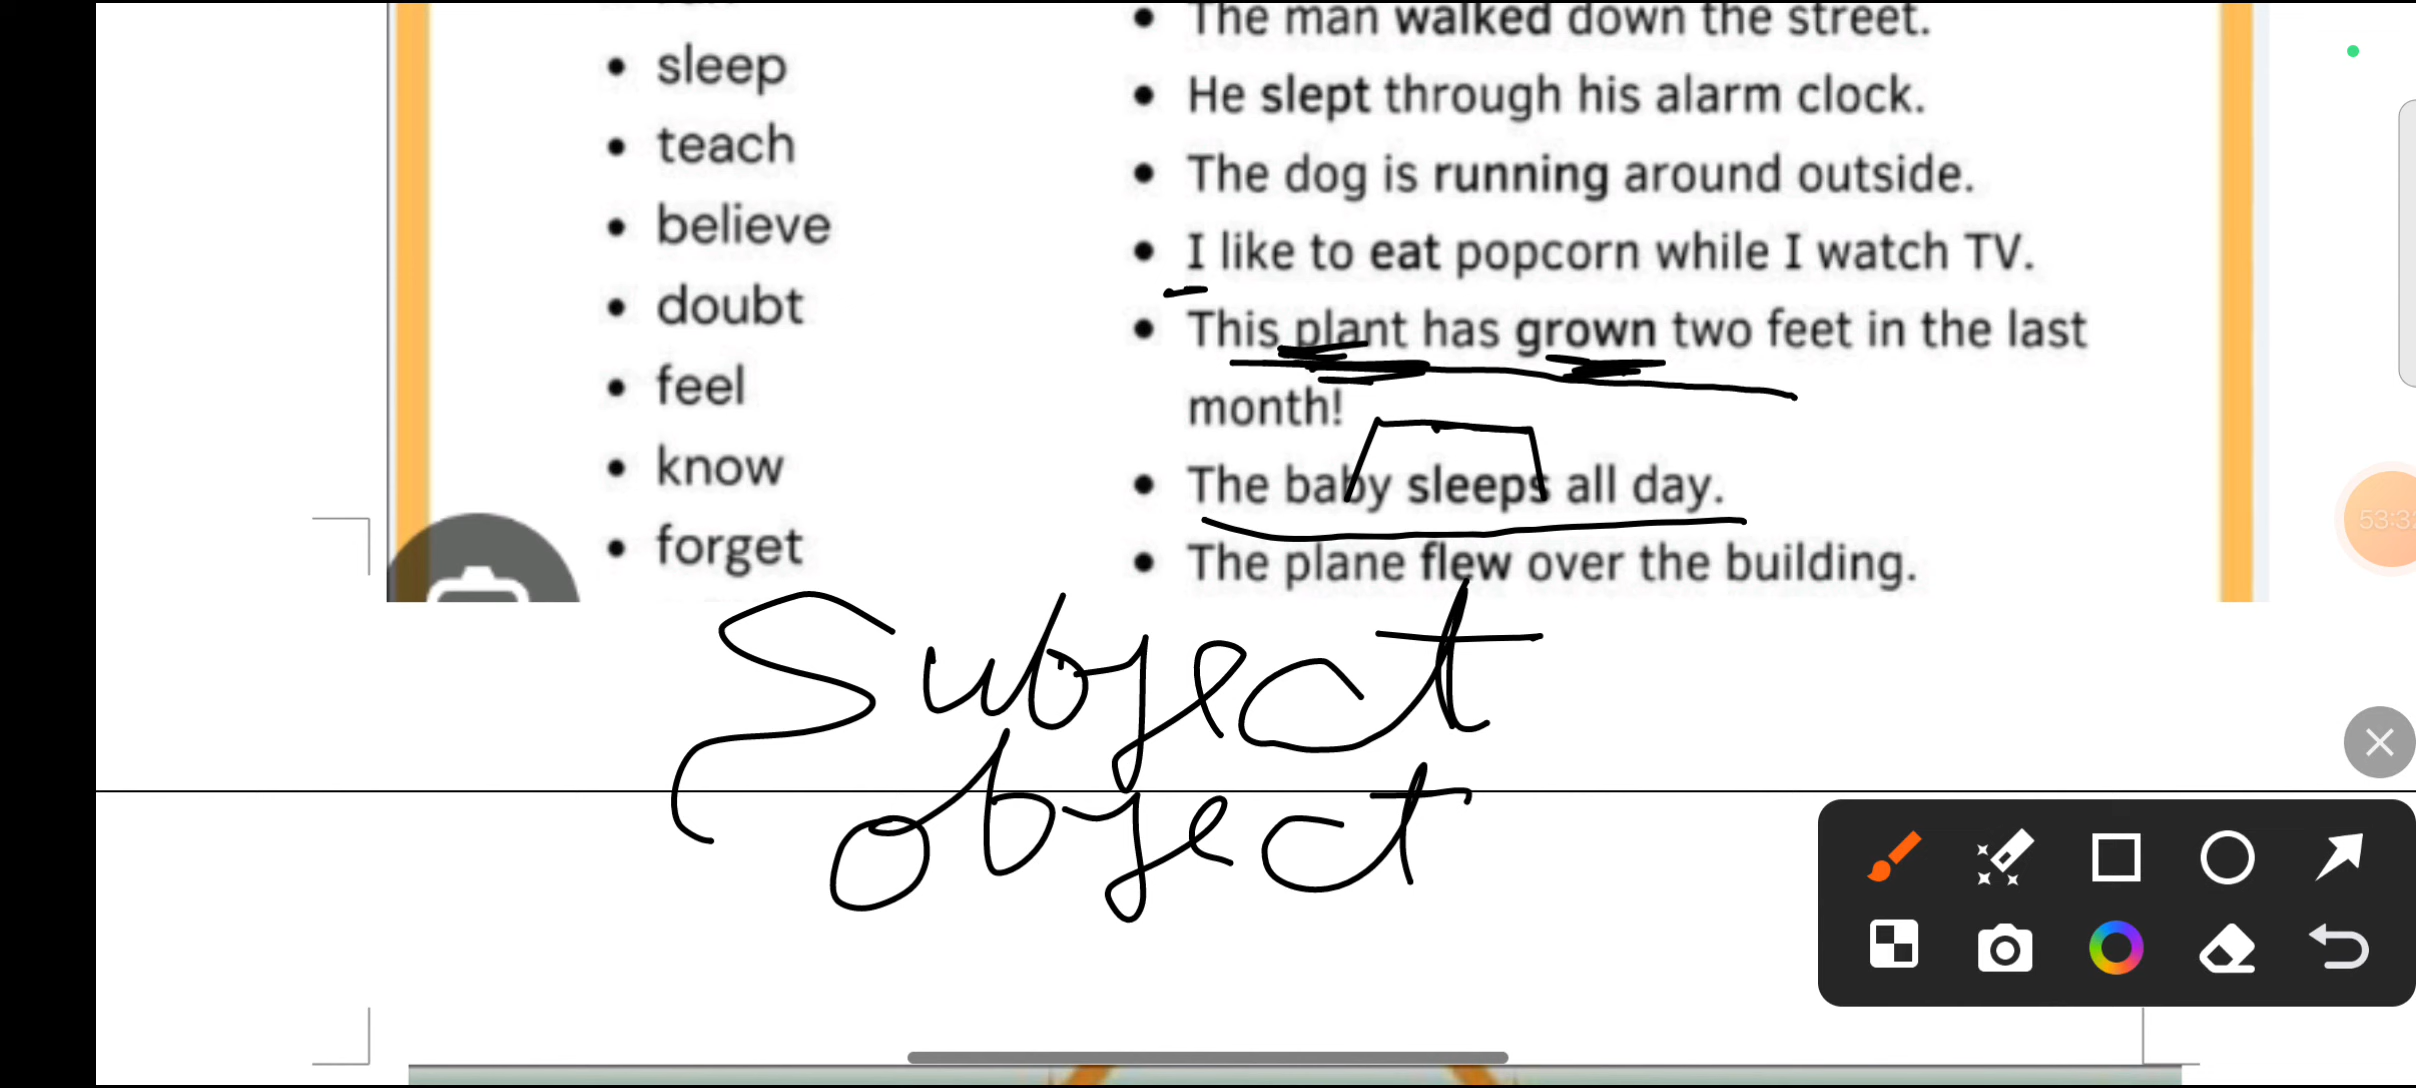 The man walked down the street.
sleep
He slept through his alarm clock.
teach
The dog is running around outside.
believe
I like to eat popcorn while I watch TV.
doubt
This plant has grown two feet in the last
month!
feel
know
The baby sleeps all day.
forget
The plane flew over the building.
Subject
object